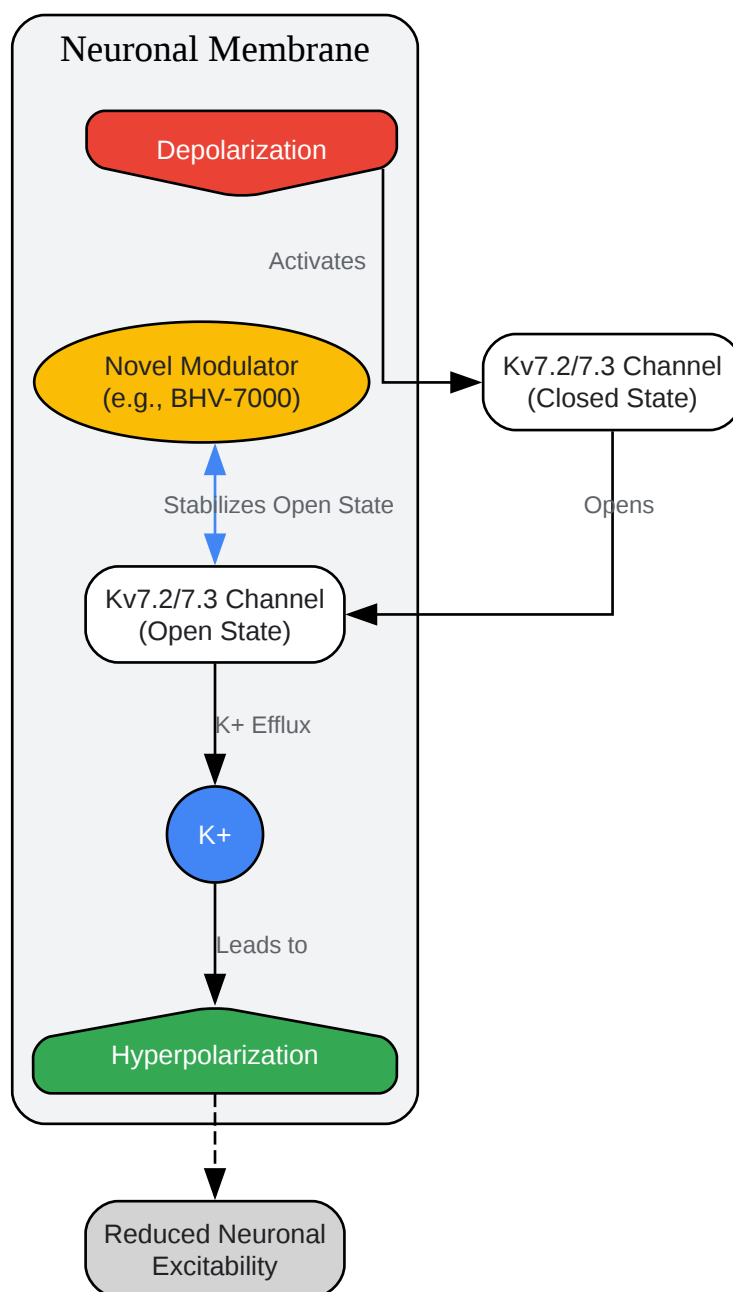 Neuronal Membrane
Depolarization
Activates
Novel Modulator
(e.g., BHV-7000)
Kv7.2/7.3 Channel
(Closed State)
Stabilizes Open State
Opens
Kv7.2/7.3 Channel
(Open State)
K+ Efflux
K+
Leads to
Hyperpolarization
Reduced Neuronal
Excitability